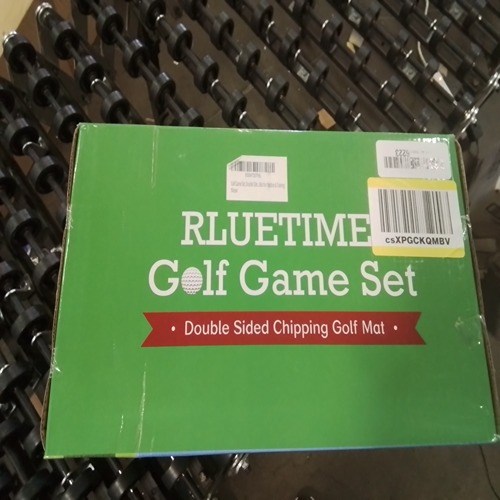 RLUETIME
Golf Game Set
• Double Sided Chipping Golf Mat •
csXPGCKQMBV